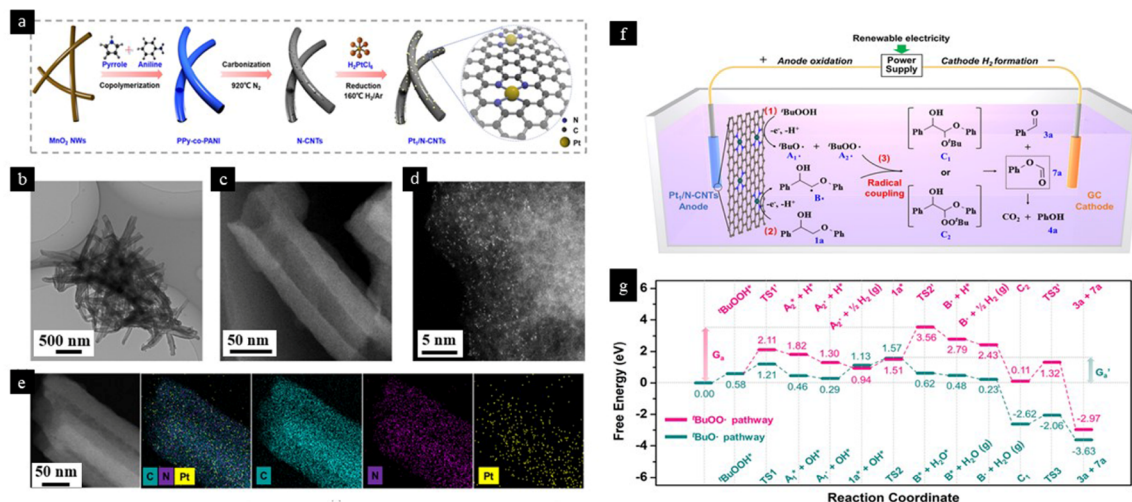 a
Pyrrole
Aniline
Copolymerization
MnO₂ NWs
PPy-co-PANI
Carbonization
920℃ N₂
N-CNTs
H₂PtCl₆
Reduction
160℃ H₂/Ar
Pt₁/N-CNTs
N
C
Pt
b
500 nm
c
50 nm
d
5 nm
e
50 nm
C N Pt
C
N
Pt
f
Renewable electricity
+ Anode oxidation
Power Supply
Cathode H₂ formation −
Pt₁/N-CNTs
Anode
(1) ᵗBuOOH
-e⁻, -H⁺
ᵗBuO· + ᵗBuOO·
A₁· A₂·
(3)
Radical
coupling
OH
Ph O Ph
B·
-e⁻, -H⁺
(2)
OH
Ph O Ph
1a
OH
Ph O Ph
OᵗBu
C₁
or
OH
Ph O Ph
OOᵗBu
C₂
Ph O
3a
+
Ph O
O
7a
CO₂ + PhOH
4a
GC
Cathode
g
Free Energy (eV)
6
4
2
0
-2
-4
-6
ᵗBuOOH*
TS1'
A₂* + H*
A₂· + H*
A₂· + ½ H₂ (g)
1a*
TS2'
B· + H*
B· + ½ H₂ (g)
C₂
TS3'
3a + 7a
Gₐ
Gₐ'
0.00
0.58
2.11
1.82
1.30
0.94
1.51
3.56
2.79
2.43
0.11
1.32
-2.97
1.21
0.46
0.29
1.13
1.57
0.62
0.48
0.23
-2.62
-2.06
-3.63
ᵗBuOO· pathway
ᵗBuO· pathway
ᵗBuOOH*
TS1
A₁* + OH*
A₁· + OH*
1a* + OH*
TS2
B* + H₂O*
B* + H₂O (g)
B· + H₂O (g)
C₁
TS3
3a + 7a
Reaction Coordinate